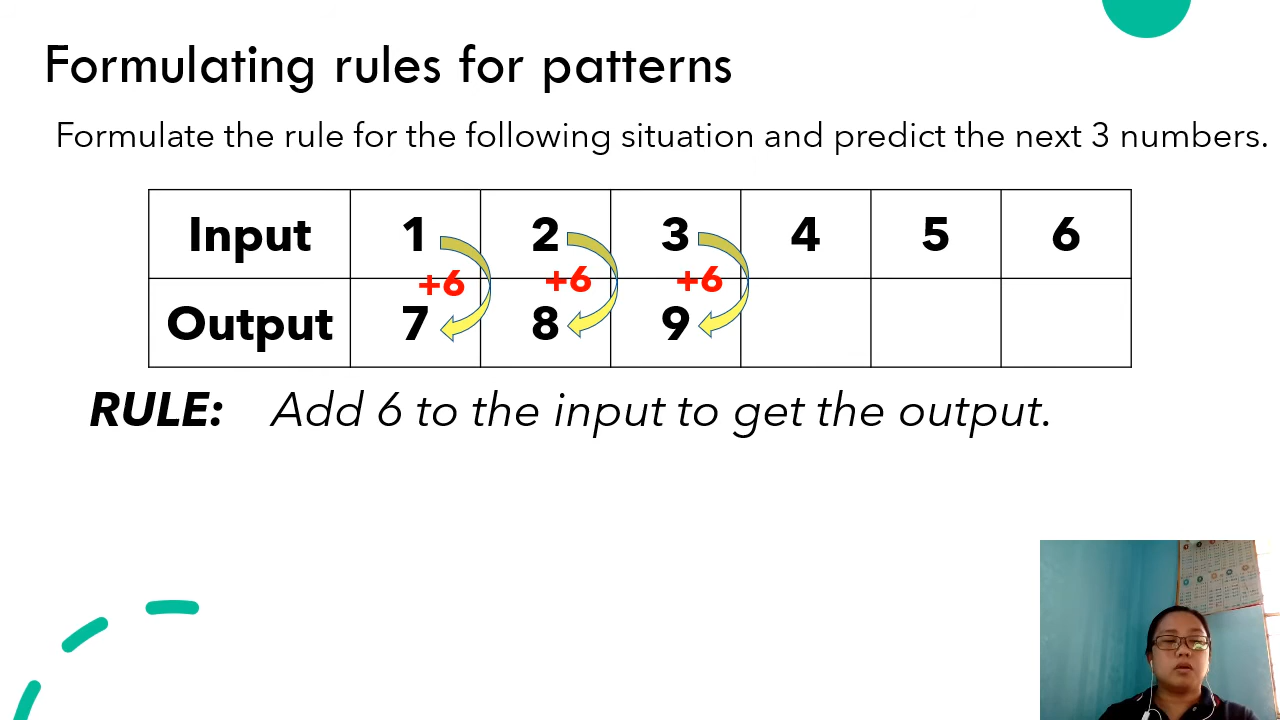 Formulating rules for patterns
Formulate the rule for the following situation and predict the next 3 numbers.
Input 1 2 3 4 5 6
+6 +6 +6
Output 7 8 9
RULE: Add 6 to the input to get the output.